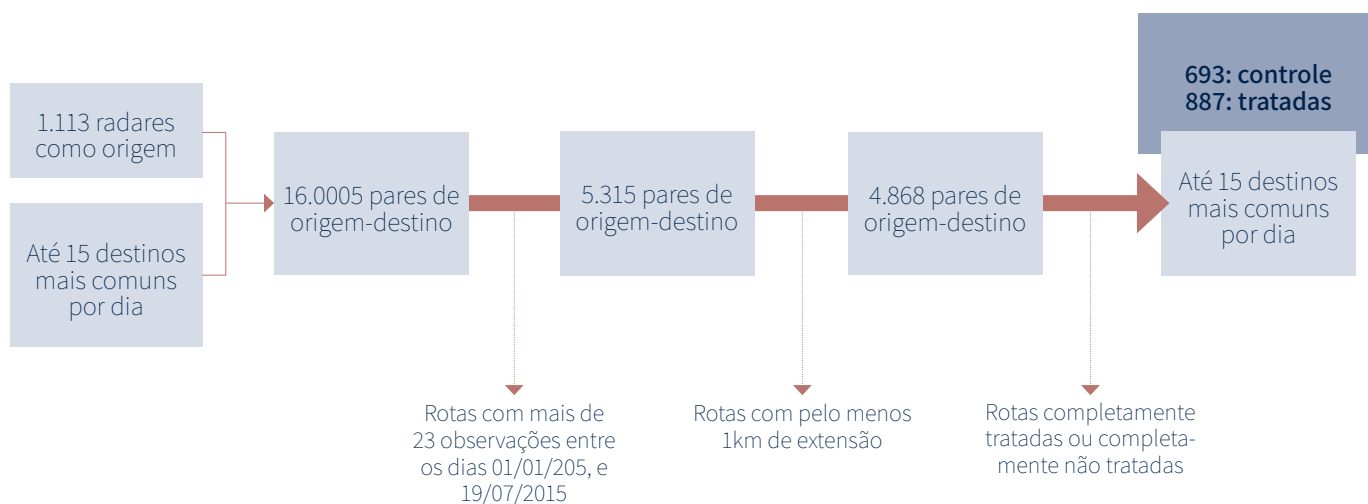 1.113 radares
como origem
Até 15 destinos
mais comuns
por dia
16.0005 pares de
origem-destino
5.315 pares de
origem-destino
4.868 pares de
origem-destino
693: controle
887: tratadas
Até 15 destinos
mais comuns
por dia
Rotas com mais de
23 observações entre
os dias 01/01/205, e
19/07/2015
Rotas com pelo menos
1km de extensão
Rotas completamente
tratadas ou completa-
mente não tratadas